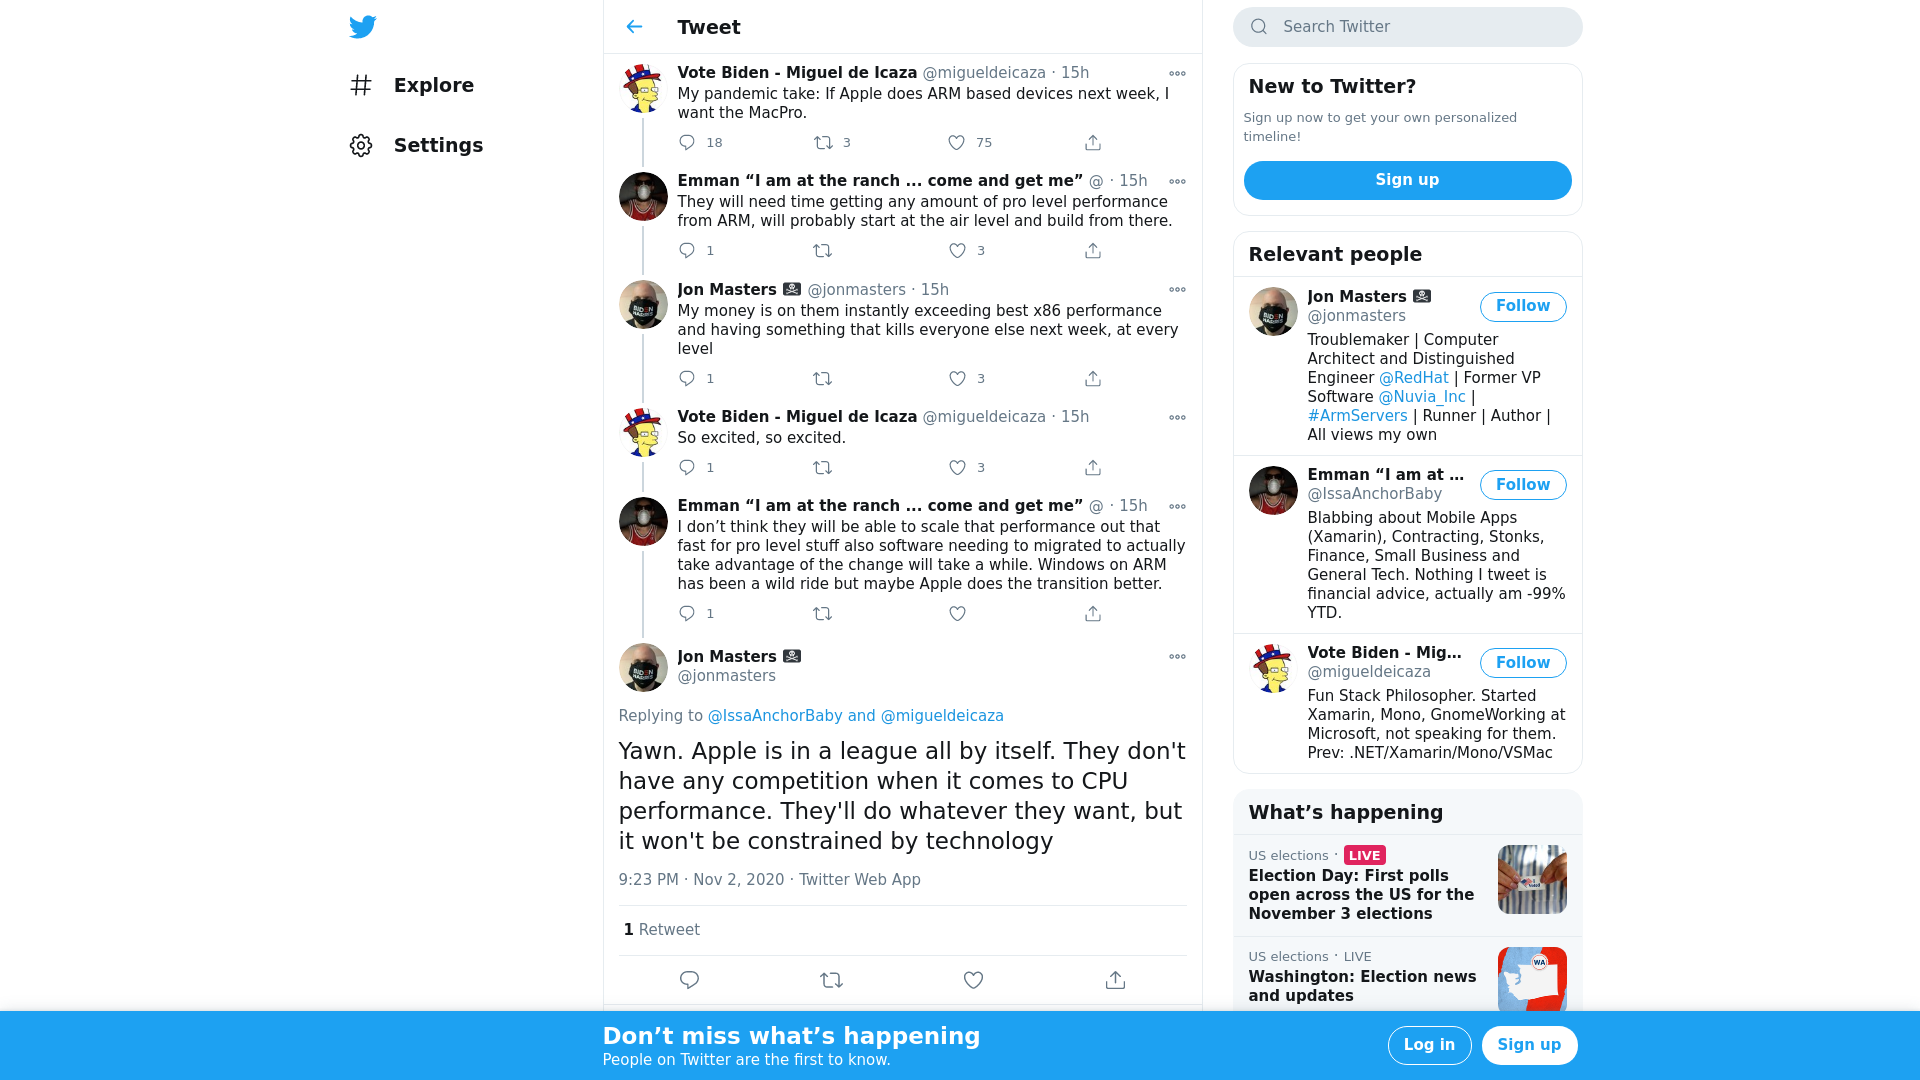 Explore
Settings
Tweet
Vote Biden - Miguel de Icaza @migueldeicaza · 15h
My pandemic take: If Apple does ARM based devices next week, I
want the MacPro.
18 3 75
Emman “I am at the ranch ... come and get me” @ · 15h
They will need time getting any amount of pro level performance
from ARM, will probably start at the air level and build from there.
1 3
Jon Masters @jonmasters · 15h
My money is on them instantly exceeding best x86 performance
and having something that kills everyone else next week, at every
level
1 3
Vote Biden - Miguel de Icaza @migueldeicaza · 15h
So excited, so excited.
1 3
Emman “I am at the ranch ... come and get me” @ · 15h
I don’t think they will be able to scale that performance out that
fast for pro level stuff also software needing to migrated to actually
take advantage of the change will take a while. Windows on ARM
has been a wild ride but maybe Apple does the transition better.
1
Jon Masters
@jonmasters
Replying to @IssaAnchorBaby and @migueldeicaza
Yawn. Apple is in a league all by itself. They don't
have any competition when it comes to CPU
performance. They'll do whatever they want, but
it won't be constrained by technology
9:23 PM · Nov 2, 2020 · Twitter Web App
1 Retweet
Search Twitter
New to Twitter?
Sign up now to get your own personalized
timeline!
Sign up
Relevant people
Jon Masters
@jonmasters
Follow
Troublemaker | Computer
Architect and Distinguished
Engineer @RedHat | Former VP
Software @Nuvia_Inc |
#ArmServers | Runner | Author |
All views my own
Emman “I am at ...
@IssaAnchorBaby
Follow
Blabbing about Mobile Apps
(Xamarin), Contracting, Stonks,
Finance, Small Business and
General Tech. Nothing I tweet is
financial advice, actually am -99%
YTD.
Vote Biden - Mig...
@migueldeicaza
Follow
Fun Stack Philosopher. Started
Xamarin, Mono, GnomeWorking at
Microsoft, not speaking for them.
Prev: .NET/Xamarin/Mono/VSMac
What’s happening
US elections · LIVE
Election Day: First polls
open across the US for the
November 3 elections
US elections · LIVE
Washington: Election news
and updates
WA
Don’t miss what’s happening
People on Twitter are the first to know.
Log in
Sign up